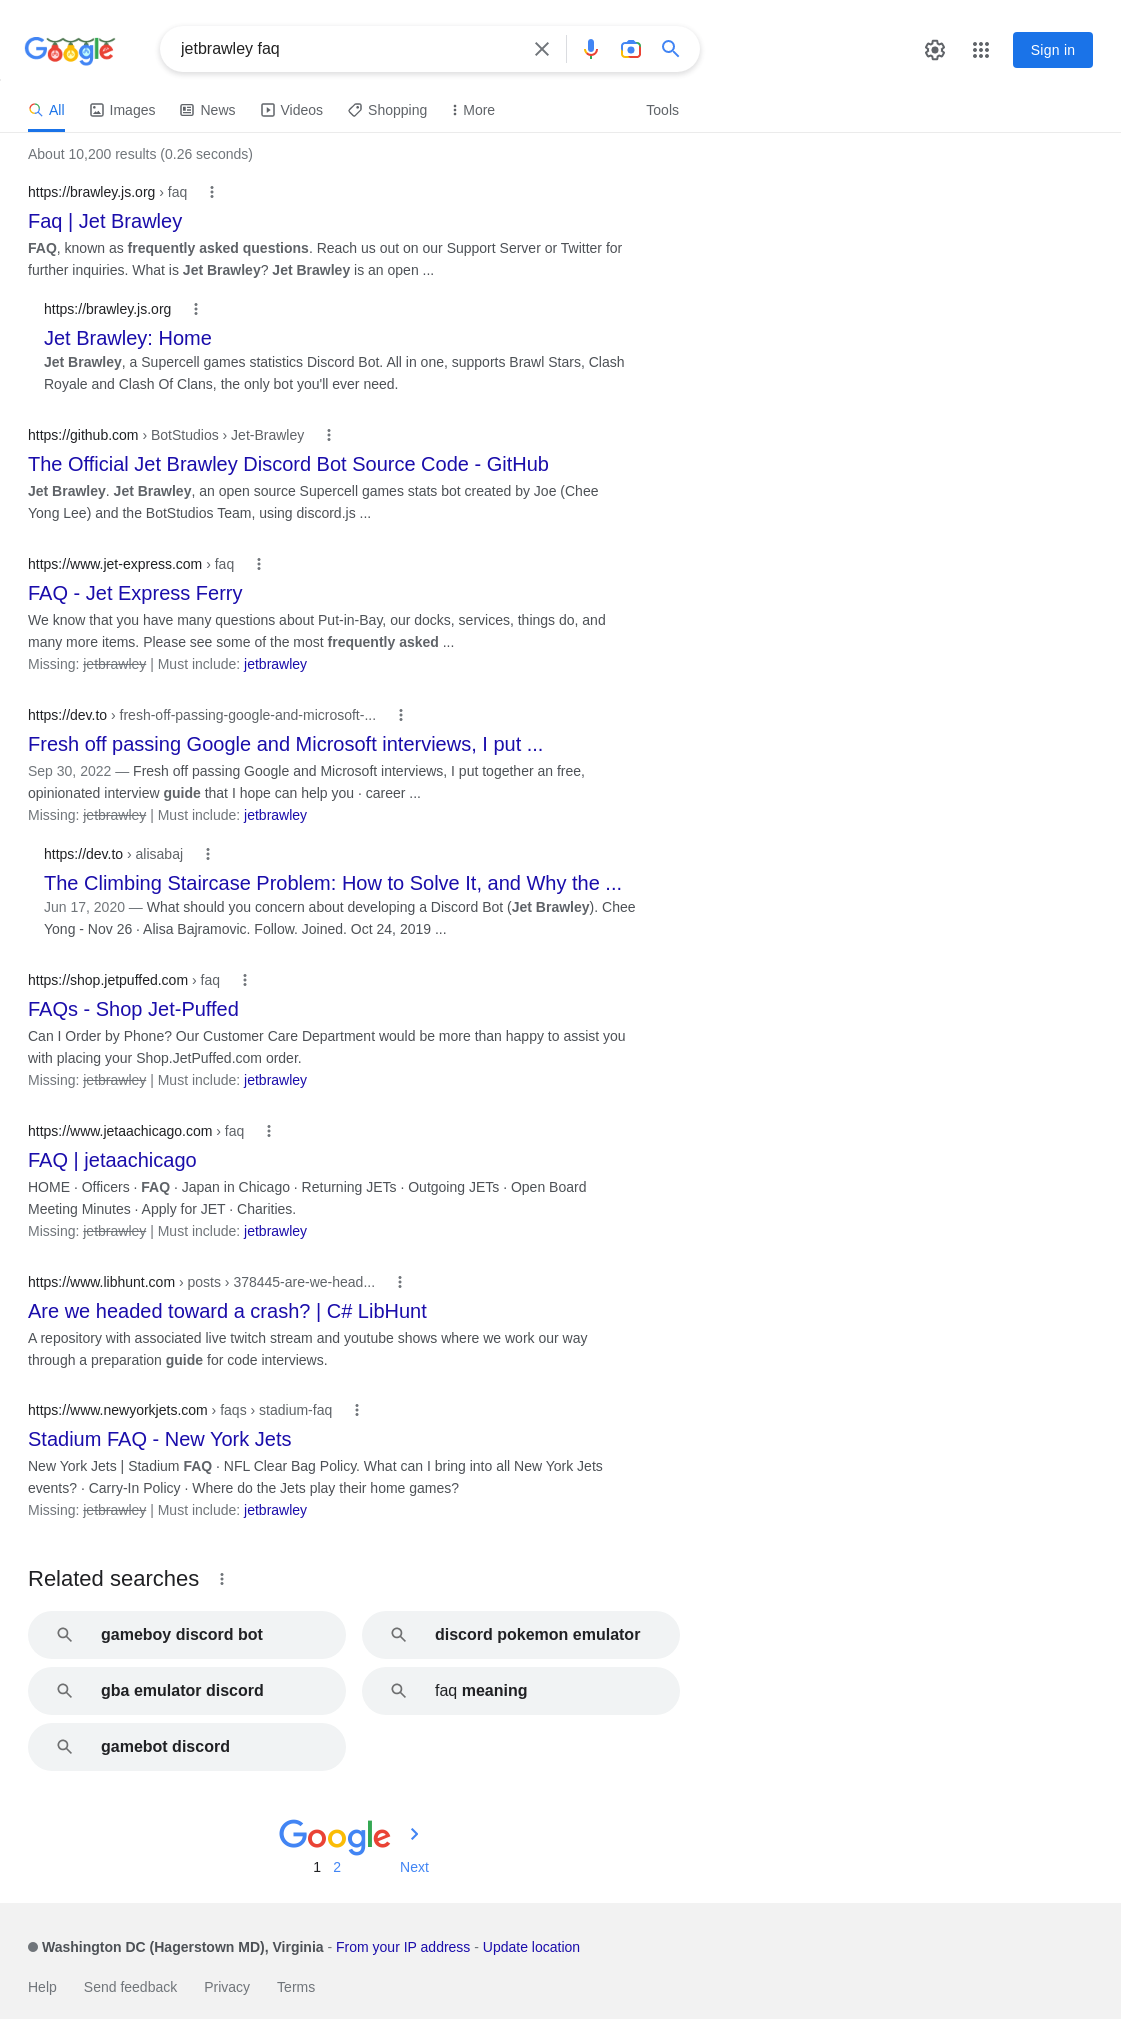 Google
jetbrawley faq
Sign in
All Images News Videos Shopping More Tools
About 10,200 results (0.26 seconds)
https://brawley.js.org › faq
Faq | Jet Brawley
FAQ, known as frequently asked questions. Reach us out on our Support Server or Twitter for
further inquiries. What is Jet Brawley? Jet Brawley is an open ...
https://brawley.js.org
Jet Brawley: Home
Jet Brawley, a Supercell games statistics Discord Bot. All in one, supports Brawl Stars, Clash
Royale and Clash Of Clans, the only bot you'll ever need.
https://github.com › BotStudios › Jet-Brawley
The Official Jet Brawley Discord Bot Source Code - GitHub
Jet Brawley. Jet Brawley, an open source Supercell games stats bot created by Joe (Chee
Yong Lee) and the BotStudios Team, using discord.js ...
https://www.jet-express.com › faq
FAQ - Jet Express Ferry
We know that you have many questions about Put-in-Bay, our docks, services, things do, and
many more items. Please see some of the most frequently asked ...
Missing: jetbrawley | Must include: jetbrawley
https://dev.to › fresh-off-passing-google-and-microsoft-...
Fresh off passing Google and Microsoft interviews, I put ...
Sep 30, 2022 — Fresh off passing Google and Microsoft interviews, I put together an free,
opinionated interview guide that I hope can help you · career ...
Missing: jetbrawley | Must include: jetbrawley
https://dev.to › alisabaj
The Climbing Staircase Problem: How to Solve It, and Why the ...
Jun 17, 2020 — What should you concern about developing a Discord Bot (Jet Brawley). Chee
Yong - Nov 26 · Alisa Bajramovic. Follow. Joined. Oct 24, 2019 ...
https://shop.jetpuffed.com › faq
FAQs - Shop Jet-Puffed
Can I Order by Phone? Our Customer Care Department would be more than happy to assist you
with placing your Shop.JetPuffed.com order.
Missing: jetbrawley | Must include: jetbrawley
https://www.jetaachicago.com › faq
FAQ | jetaachicago
HOME · Officers · FAQ · Japan in Chicago · Returning JETs · Outgoing JETs · Open Board
Meeting Minutes · Apply for JET · Charities.
Missing: jetbrawley | Must include: jetbrawley
https://www.libhunt.com › posts › 378445-are-we-head...
Are we headed toward a crash? | C# LibHunt
A repository with associated live twitch stream and youtube shows where we work our way
through a preparation guide for code interviews.
https://www.newyorkjets.com › faqs › stadium-faq
Stadium FAQ - New York Jets
New York Jets | Stadium FAQ · NFL Clear Bag Policy. What can I bring into all New York Jets
events? · Carry-In Policy · Where do the Jets play their home games?
Missing: jetbrawley | Must include: jetbrawley
Related searches
gameboy discord bot
discord pokemon emulator
gba emulator discord
faq meaning
gamebot discord
Google
1 2 Next
Washington DC (Hagerstown MD), Virginia - From your IP address - Update location
Help Send feedback Privacy Terms